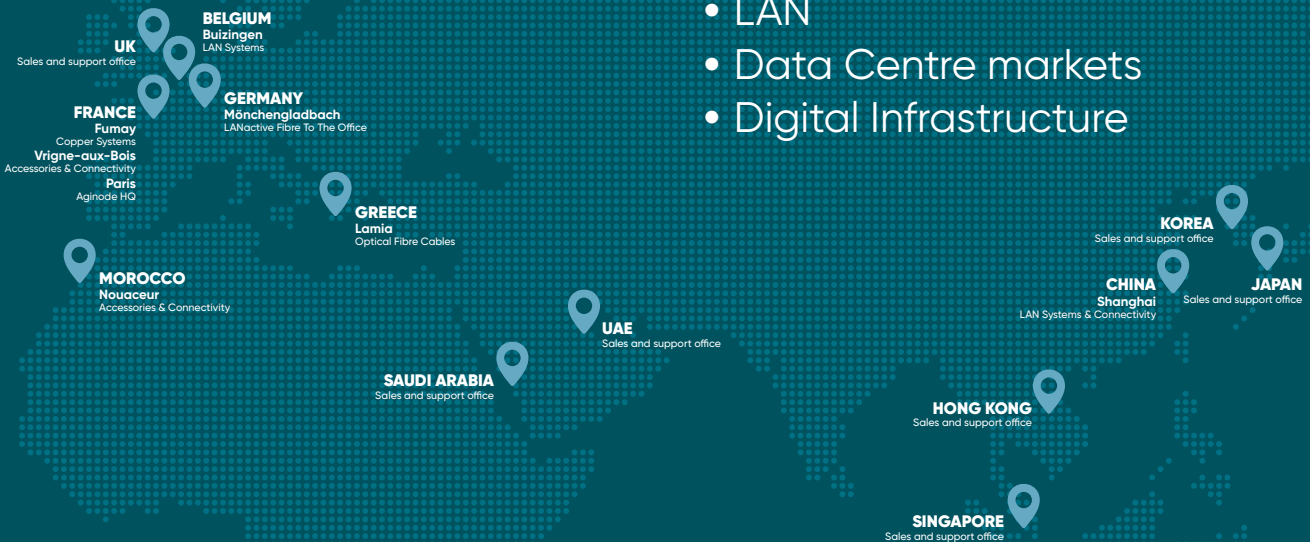 • LAN
• Data Centre markets
• Digital Infrastructure
BELGIUM
Buizingen
LAN Systems
UK
Sales and support office
GERMANY
Mönchengladbach
LANactive Fibre To The Office
FRANCE
Fumay
Copper Systems
Vrigne-aux-Bois
Accessories & Connectivity
Paris
Aginode HQ
GREECE
Lamia
Optical Fibre Cables
MOROCCO
Nouaceur
Accessories & Connectivity
UAE
Sales and support office
SAUDI ARABIA
Sales and support office
KOREA
Sales and support office
CHINA
Shanghai
LAN Systems & Connectivity
JAPAN
Sales and support office
HONG KONG
Sales and support office
SINGAPORE
Sales and support office